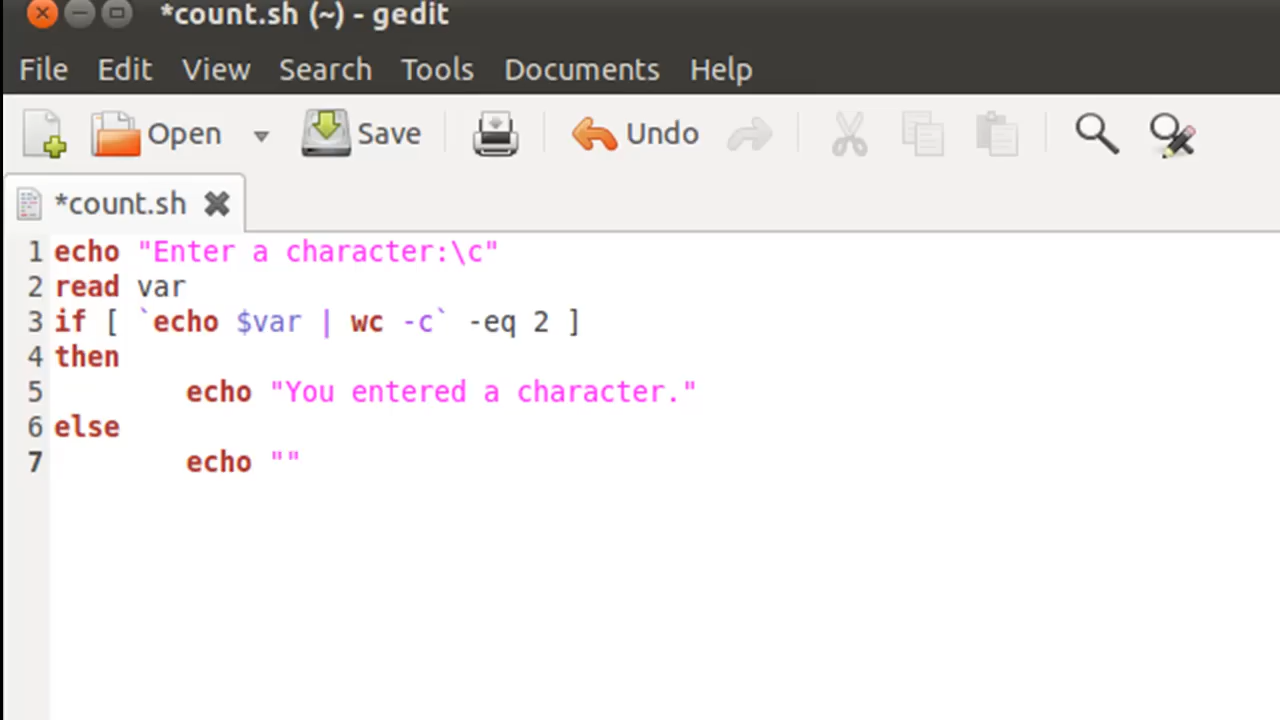 *count.sh (~) - gedit
File Edit View Search Tools Documents Help
Open Save Undo
*count.sh
1 echo "Enter a character:\c"
2 read var
3 if [ `echo $var | wc -c` -eq 2 ]
4 then
5 echo "You entered a character."
6 else
7 echo ""